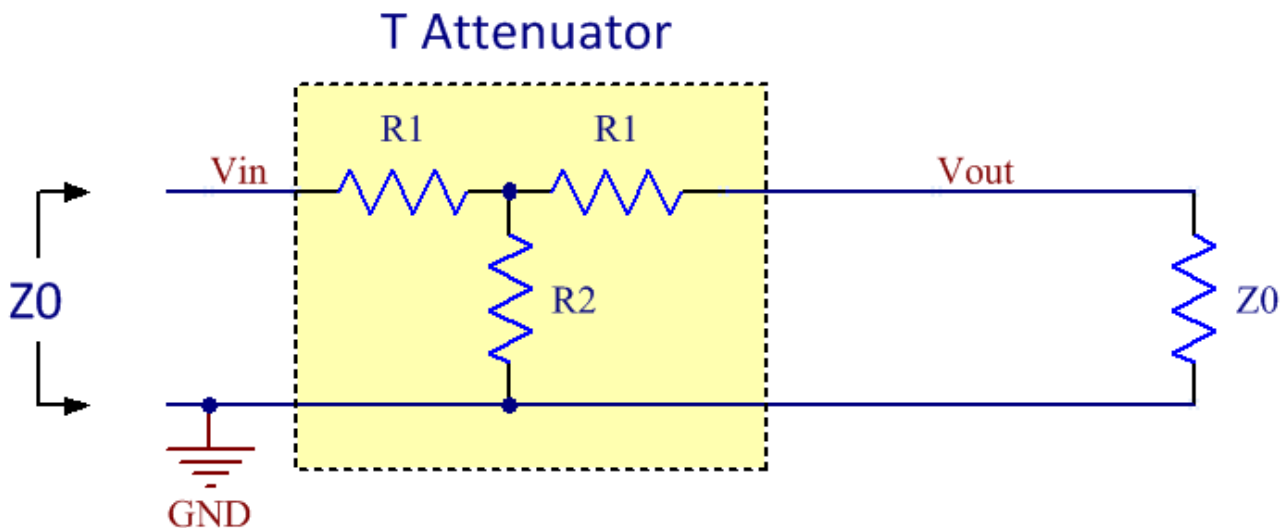 T Attenuator
R1
R1
Vin
Vout
Z0
R2
Z0
GND